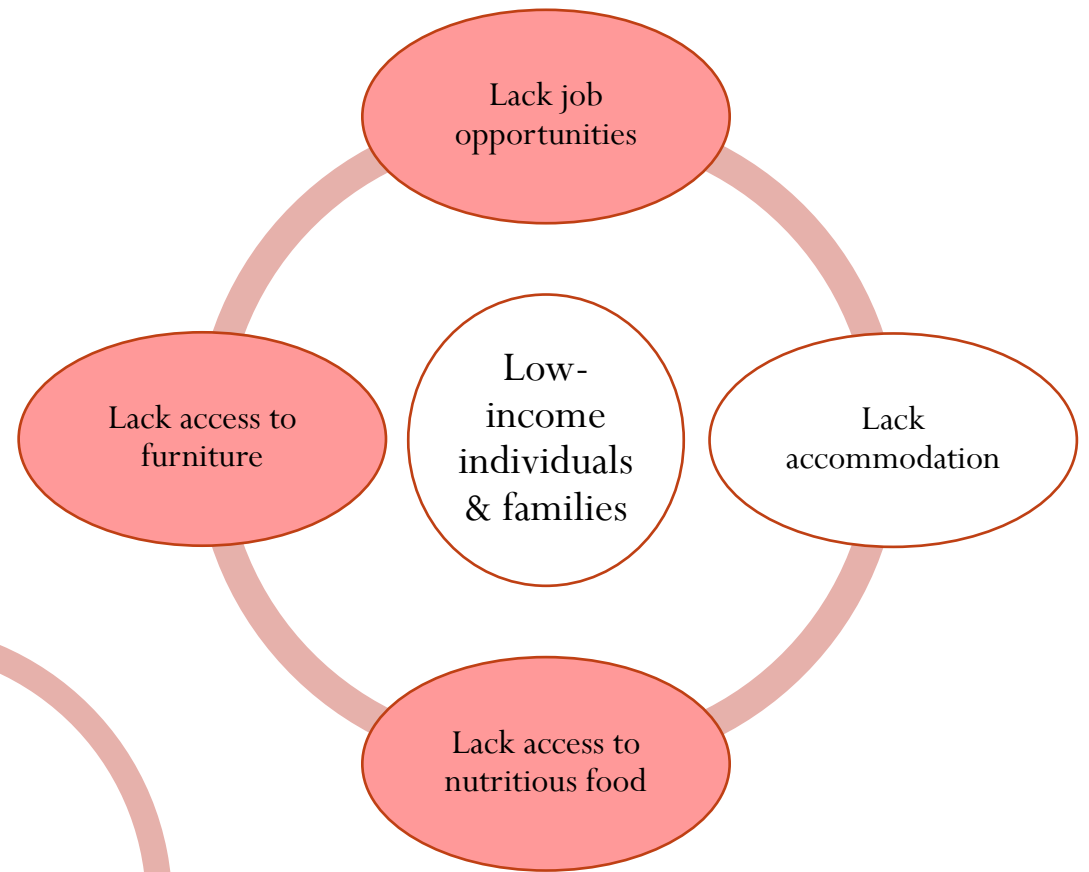 Lack job
opportunities
Low-
income
individuals
& families
Lack access to
furniture
Lack
accommodation
Lack access to
nutritious food